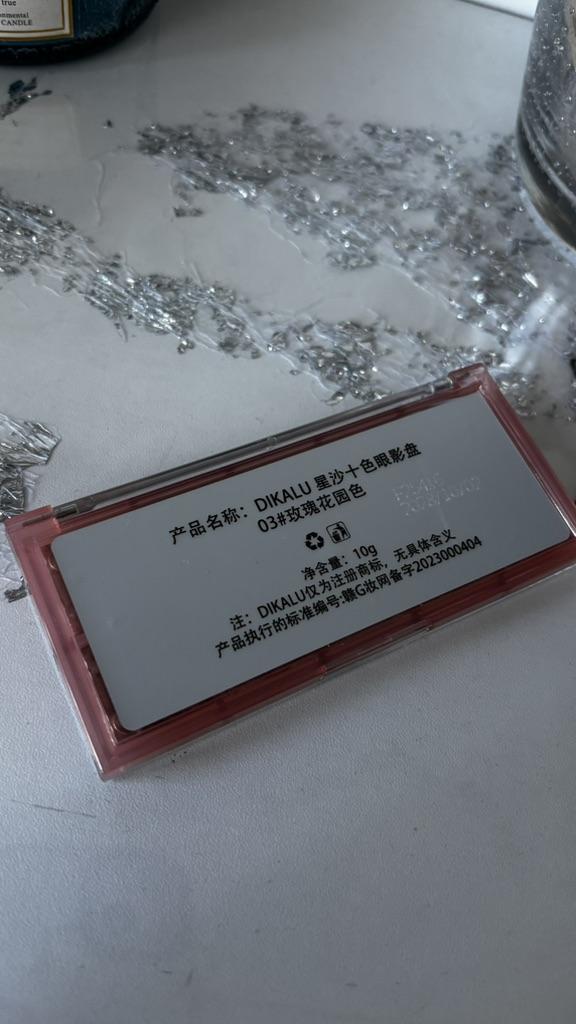 true
onmental
CANDLE
产品名称：DIKALU 星沙十色眼影盘
03#玫瑰花园色
净含量：10g
注：DIKALU仅为注册商标，无具体含义
产品执行的标准编号:赣G妆网备字2023000404